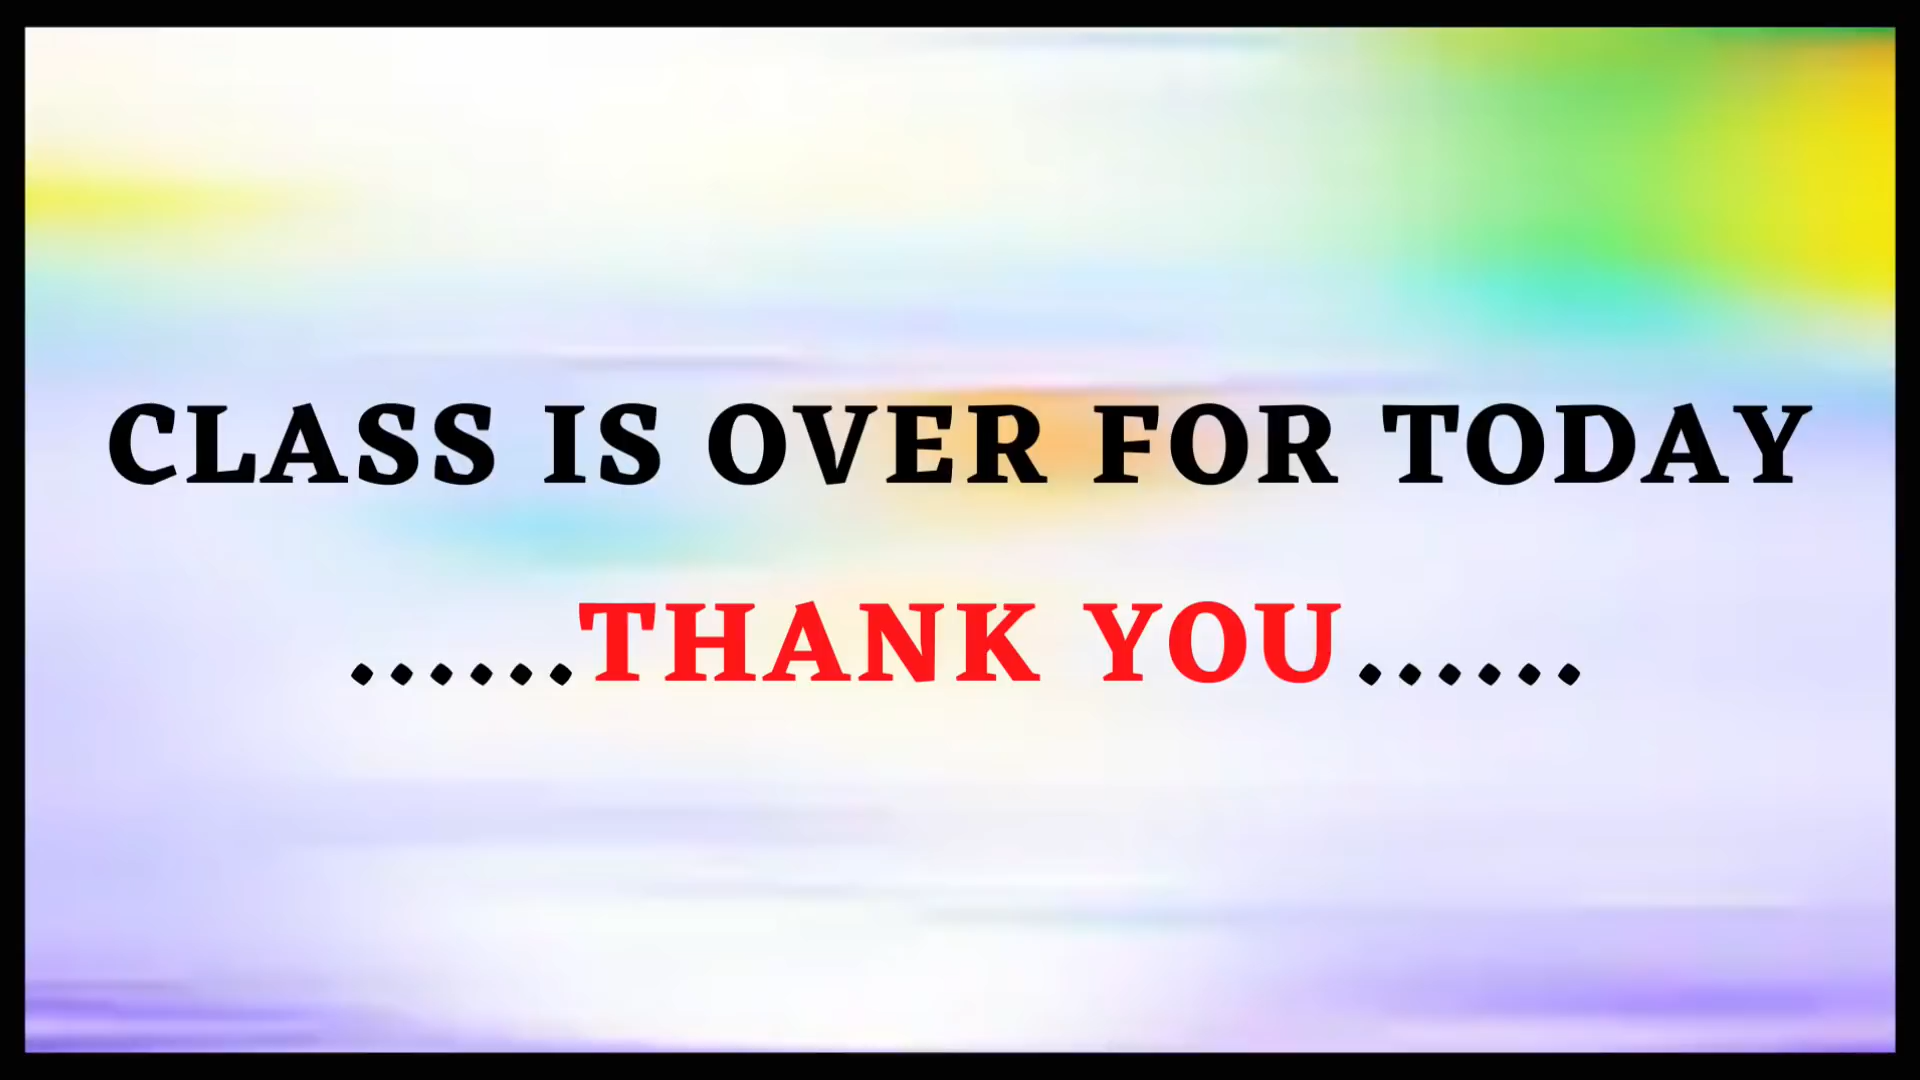 CLASS IS OVER FOR TODAY
......THANK YOU......